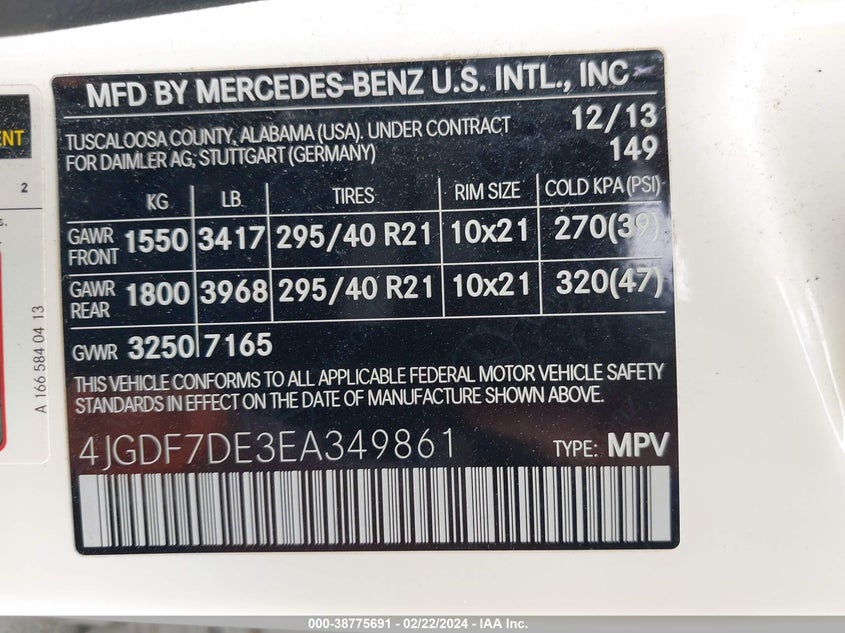 MFD BY MERCEDES-BENZ U.S. INTL., INC
TUSCALOOSA COUNTY, ALABAMA (USA). UNDER CONTRACT 12/13
FOR DAIMLER AG, STUTTGART (GERMANY) 149
KG LB TIRES RIM SIZE COLD KPA (PSI)
GAWR FRONT 1550 3417 295/40 R21 10x21 270(39)
GAWR REAR 1800 3968 295/40 R21 10x21 320(47)
GVWR 3250 7165
THIS VEHICLE CONFORMS TO ALL APPLICABLE FEDERAL MOTOR VEHICLE SAFETY
STANDARDS IN EFFECT ON THE DATE OF MANUFACTURE SHOWN ABOVE.
4JGDF7DE3EA349861 TYPE: MPV
2
A 166 584 04 13
000-38775691 - 02/22/2024 - IAA Inc.